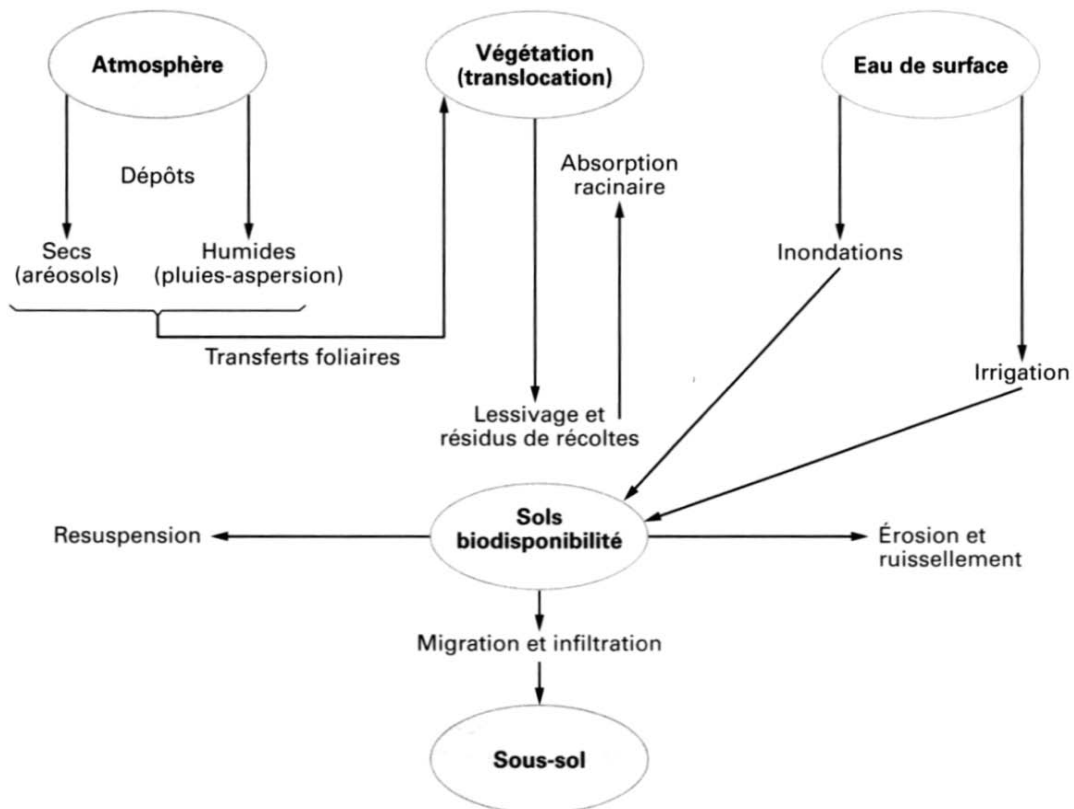 Atmosphère
Végétation
(translocation)
Eau de surface
Absorption
racinaire
Dépôts
Secs
(aréosols)
Humides
(pluies-aspersion)
Inondations
Transferts foliaires
Irrigation
Lessivage et
résidus de récoltes
Sols
biodisponibilité
Resuspension
Érosion et
ruissellement
Migration et infiltration
Sous-sol